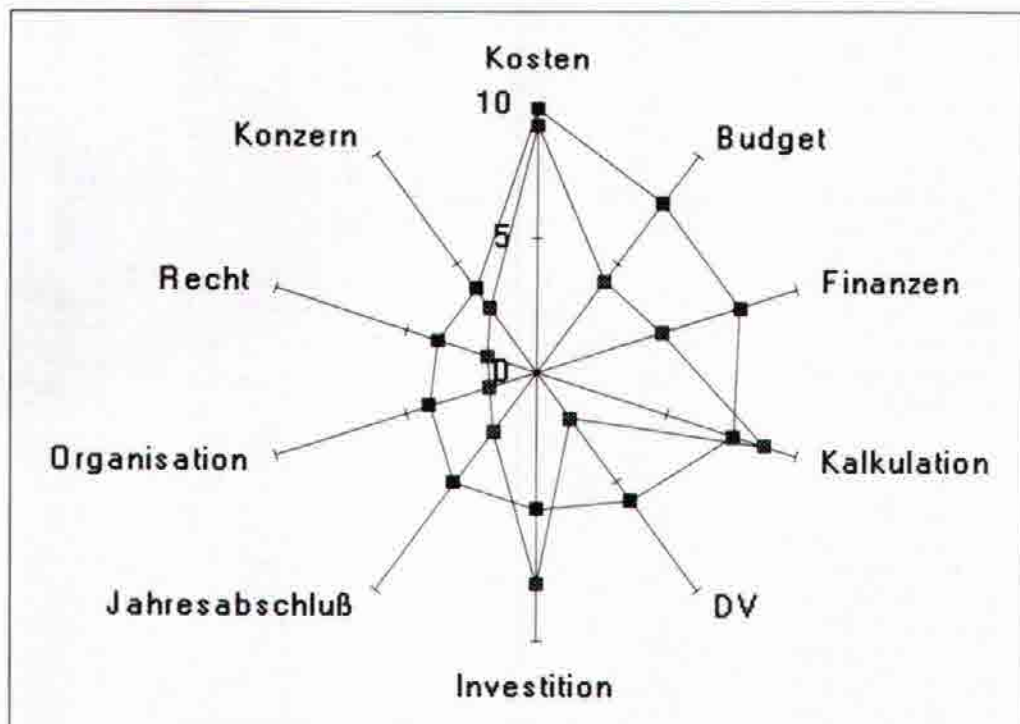 Kosten
10
Konzern
Budget
5
Recht
Finanzen
0
Organisation
Kalkulation
Jahresabschluß
DV
Investition